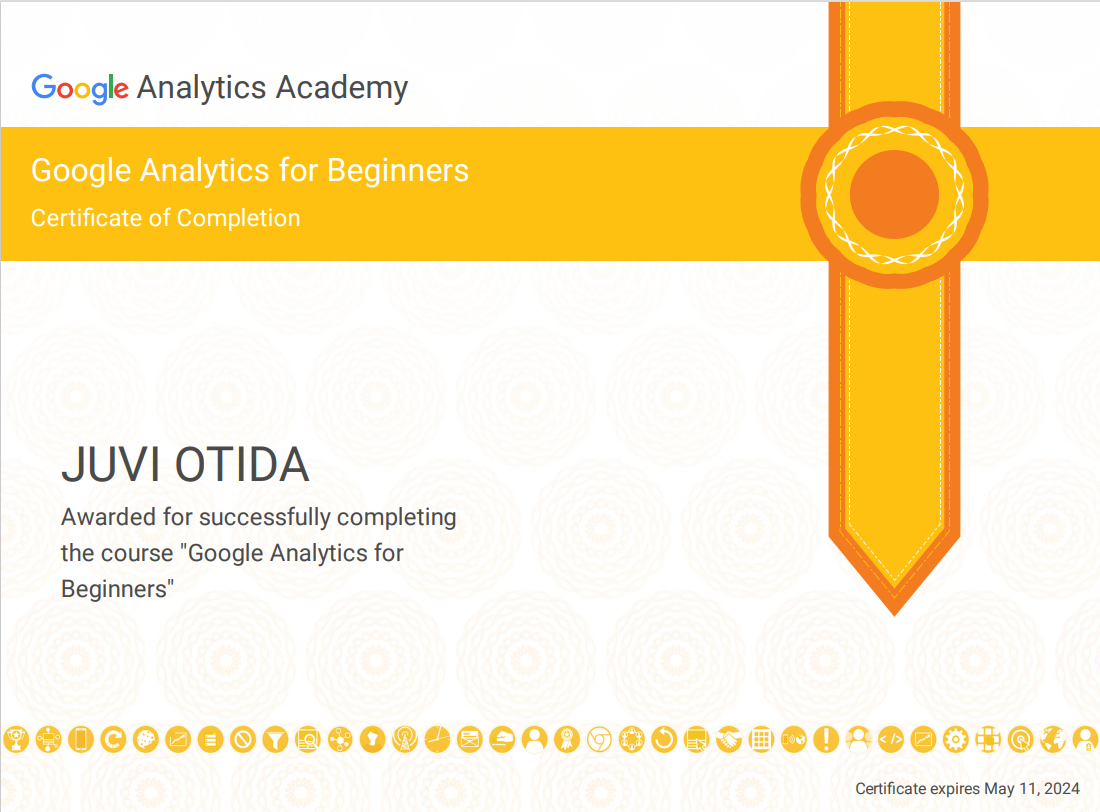 Google Analytics Academy
Google Analytics for Beginners
Certificate of Completion
JUVI OTIDA
Awarded for successfully completing
the course "Google Analytics for
Beginners"
Certificate expires May 11, 2024